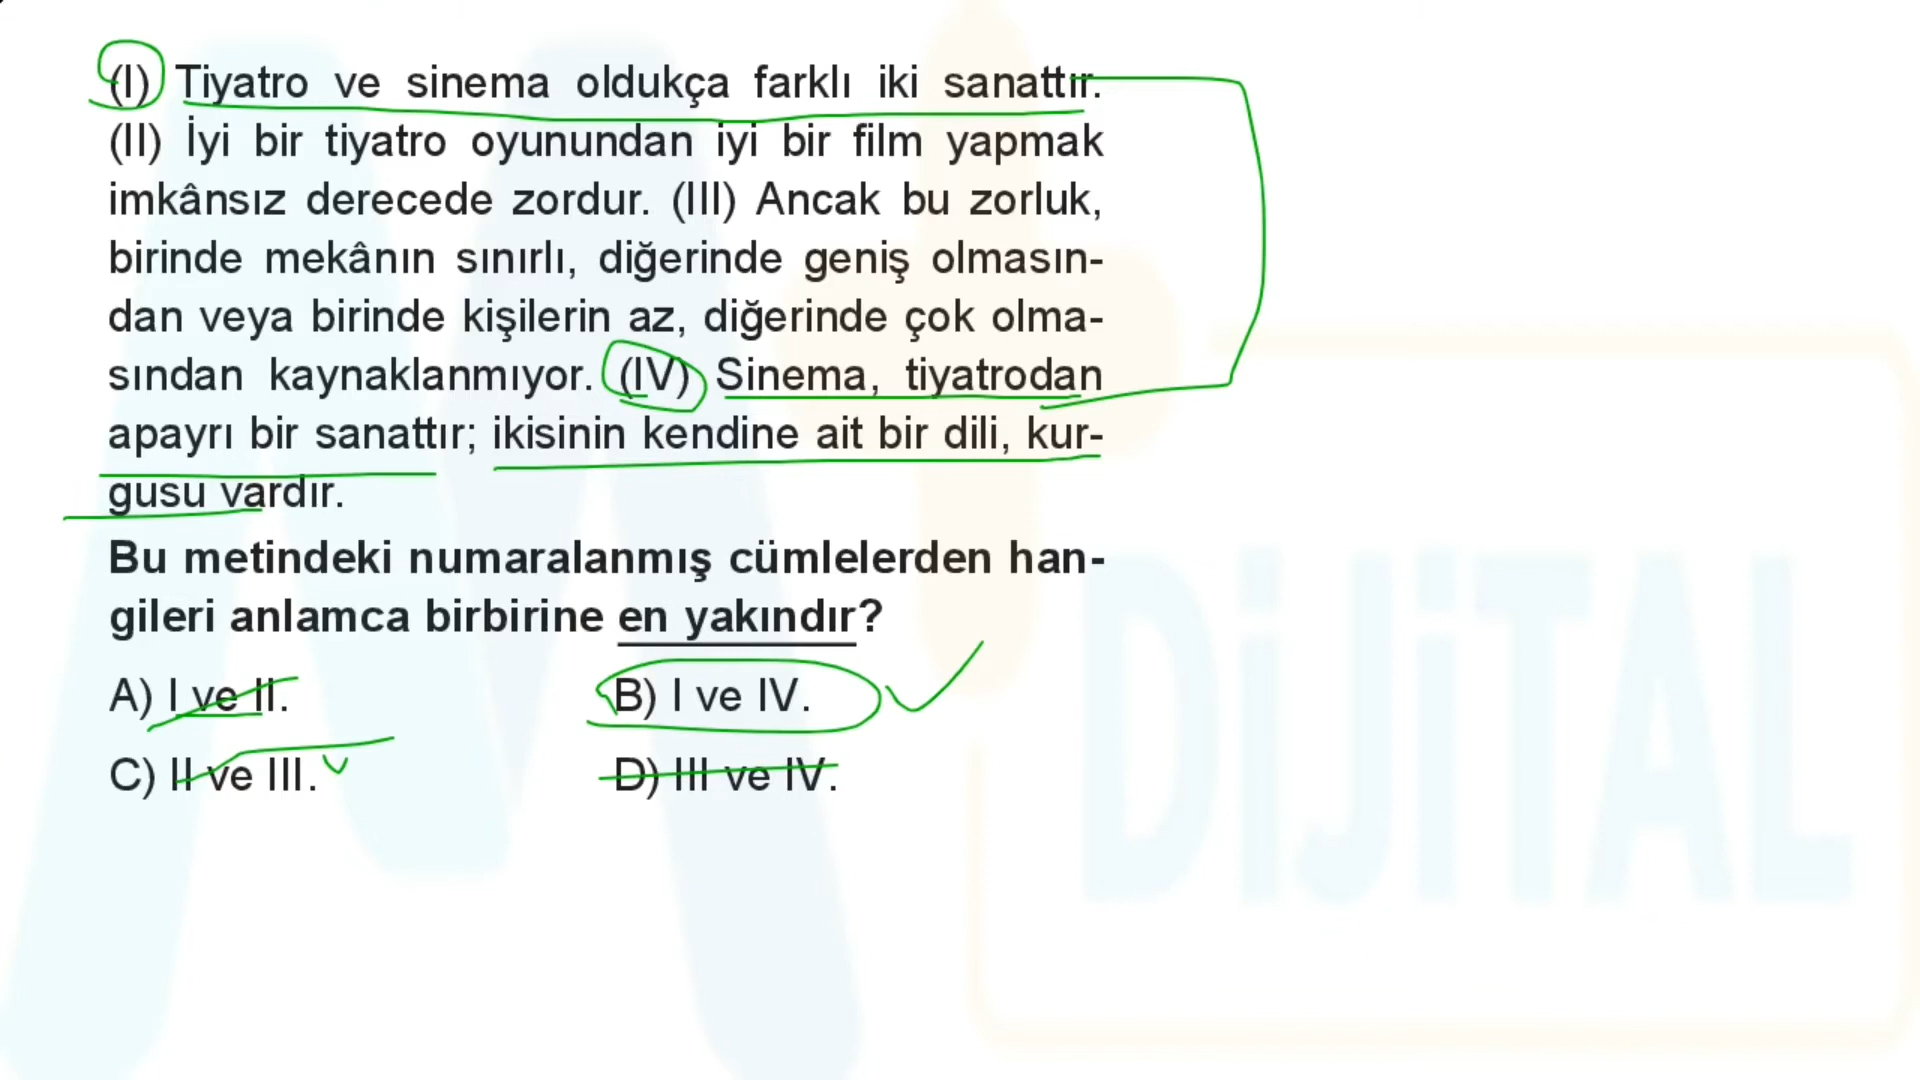 (I) Tiyatro ve sinema oldukça farklı iki sanattır.
(II) İyi bir tiyatro oyunundan iyi bir film yapmak
imkânsız derecede zordur. (III) Ancak bu zorluk,
birinde mekânın sınırlı, diğerinde geniş olmasın-
dan veya birinde kişilerin az, diğerinde çok olma-
sından kaynaklanmıyor. (IV) Sinema, tiyatrodan
apayrı bir sanattır; ikisinin kendine ait bir dili, kur-
gusu vardır.
Bu metindeki numaralanmış cümlelerden han-
gileri anlamca birbirine en yakındır?
A) I ve II.
B) I ve IV.
C) II ve III.
D) III ve IV.
DİJİTAL